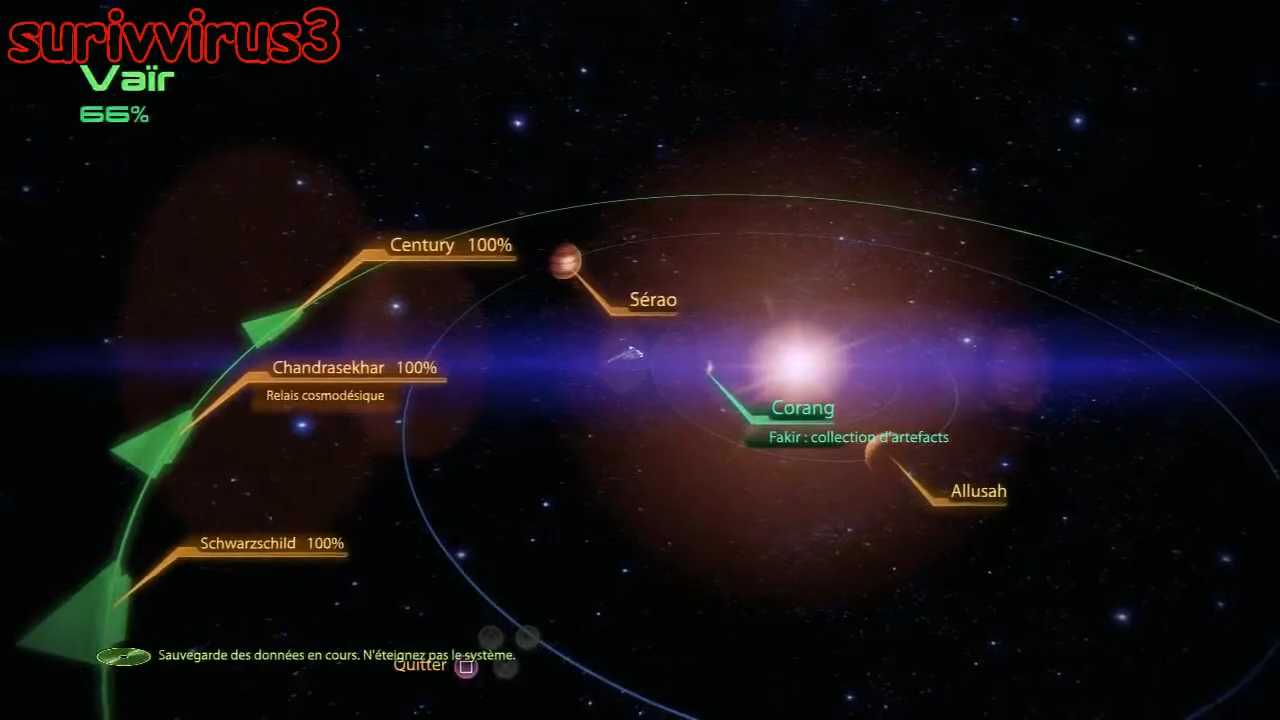 surivvirus3
Vaïr
66%
Century 100%
Sérao
Chandrasekhar 100%
Relais cosmodésique
Corang
Fakir : collection d'artefacts
Allusah
Schwarzschild 100%
Sauvegarde des données en cours. N'éteignez pas le système.
Quitter